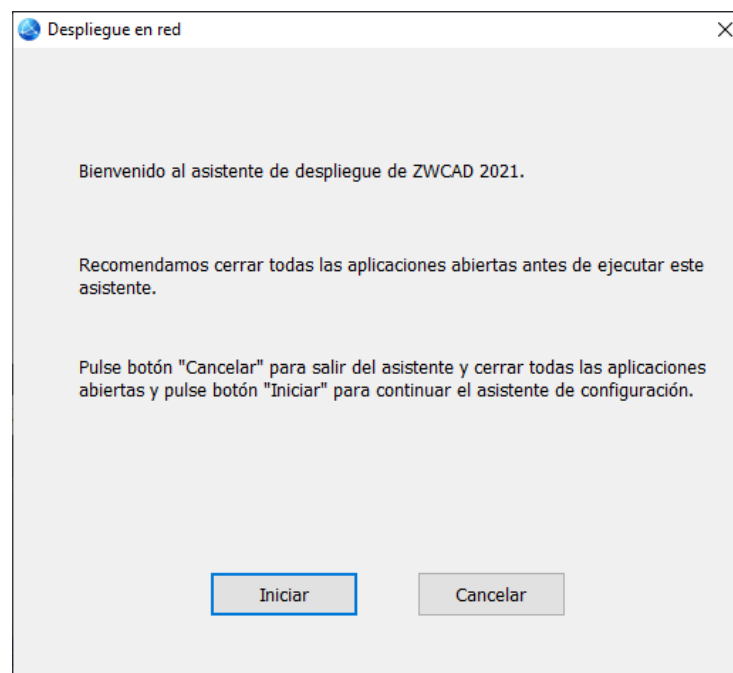 Despliegue en red
Bienvenido al asistente de despliegue de ZWCAD 2021.
Recomendamos cerrar todas las aplicaciones abiertas antes de ejecutar este
asistente.
Pulse botón "Cancelar" para salir del asistente y cerrar todas las aplicaciones
abiertas y pulse botón "Iniciar" para continuar el asistente de configuración.
Iniciar
Cancelar